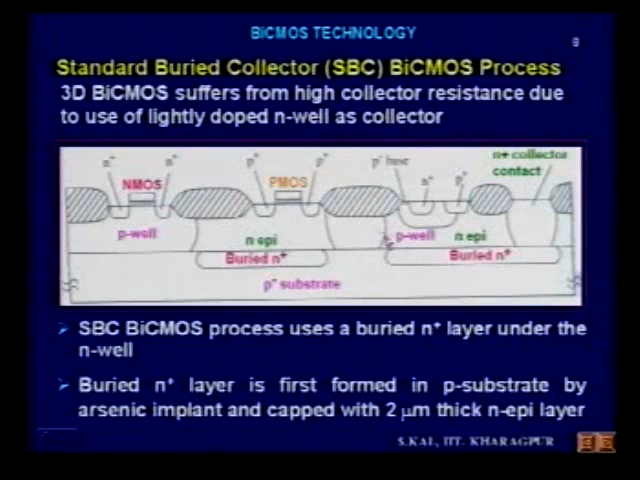 BiCMOS TECHNOLOGY
Standard Buried Collector (SBC) BiCMOS Process
3D BiCMOS suffers from high collector resistance due
to use of lightly doped n-well as collector
n⁺ NMOS n⁺ p⁺ PMOS p⁺ n⁺ p⁺ n+ collector
contact
p-well n epi p-well n epi
Buried n⁺ Buried n⁺
substrate
➢ SBC BiCMOS process uses a buried n⁺ layer under the
n-well
➢ Buried n⁺ layer is first formed in p-substrate by
arsenic implant and capped with 2 μm thick n-epi layer
S.KAL, IIT. KHARAGPUR